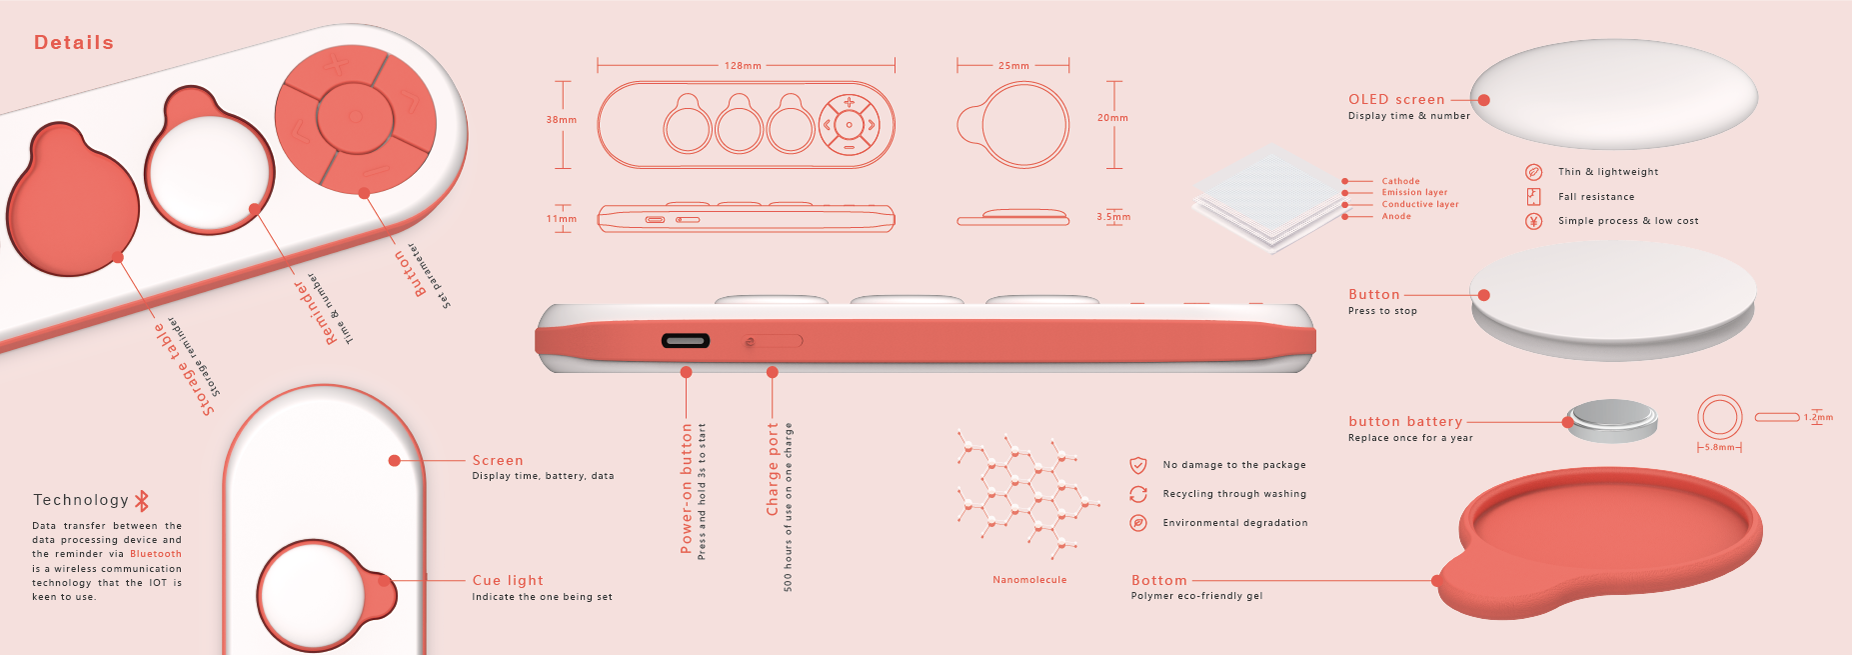 Details
Button
Set parameter
Reminder
Time & number
Storage table
Storage reminder
Technology
Data transfer between the
data processing device and
the reminder via Bluetooth
is a wireless communication
technology that the IOT is
keen to use.
Screen
Display time, battery, data
Cue light
Indicate the one being set
128mm
38mm
11mm
25mm
20mm
3.5mm
Power-on button
Press and hold 3s to start
Charge port
500 hours of use on one charge
Cathode
Emission layer
Conductive layer
Anode
OLED screen
Display time & number
Thin & lightweight
Fall resistance
¥
Simple process & low cost
Button
Press to stop
button battery
Replace once for a year
5.8mm
1.2mm
Nanomolecule
No damage to the package
Recycling through washing
Environmental degradation
Bottom
Polymer eco-friendly gel